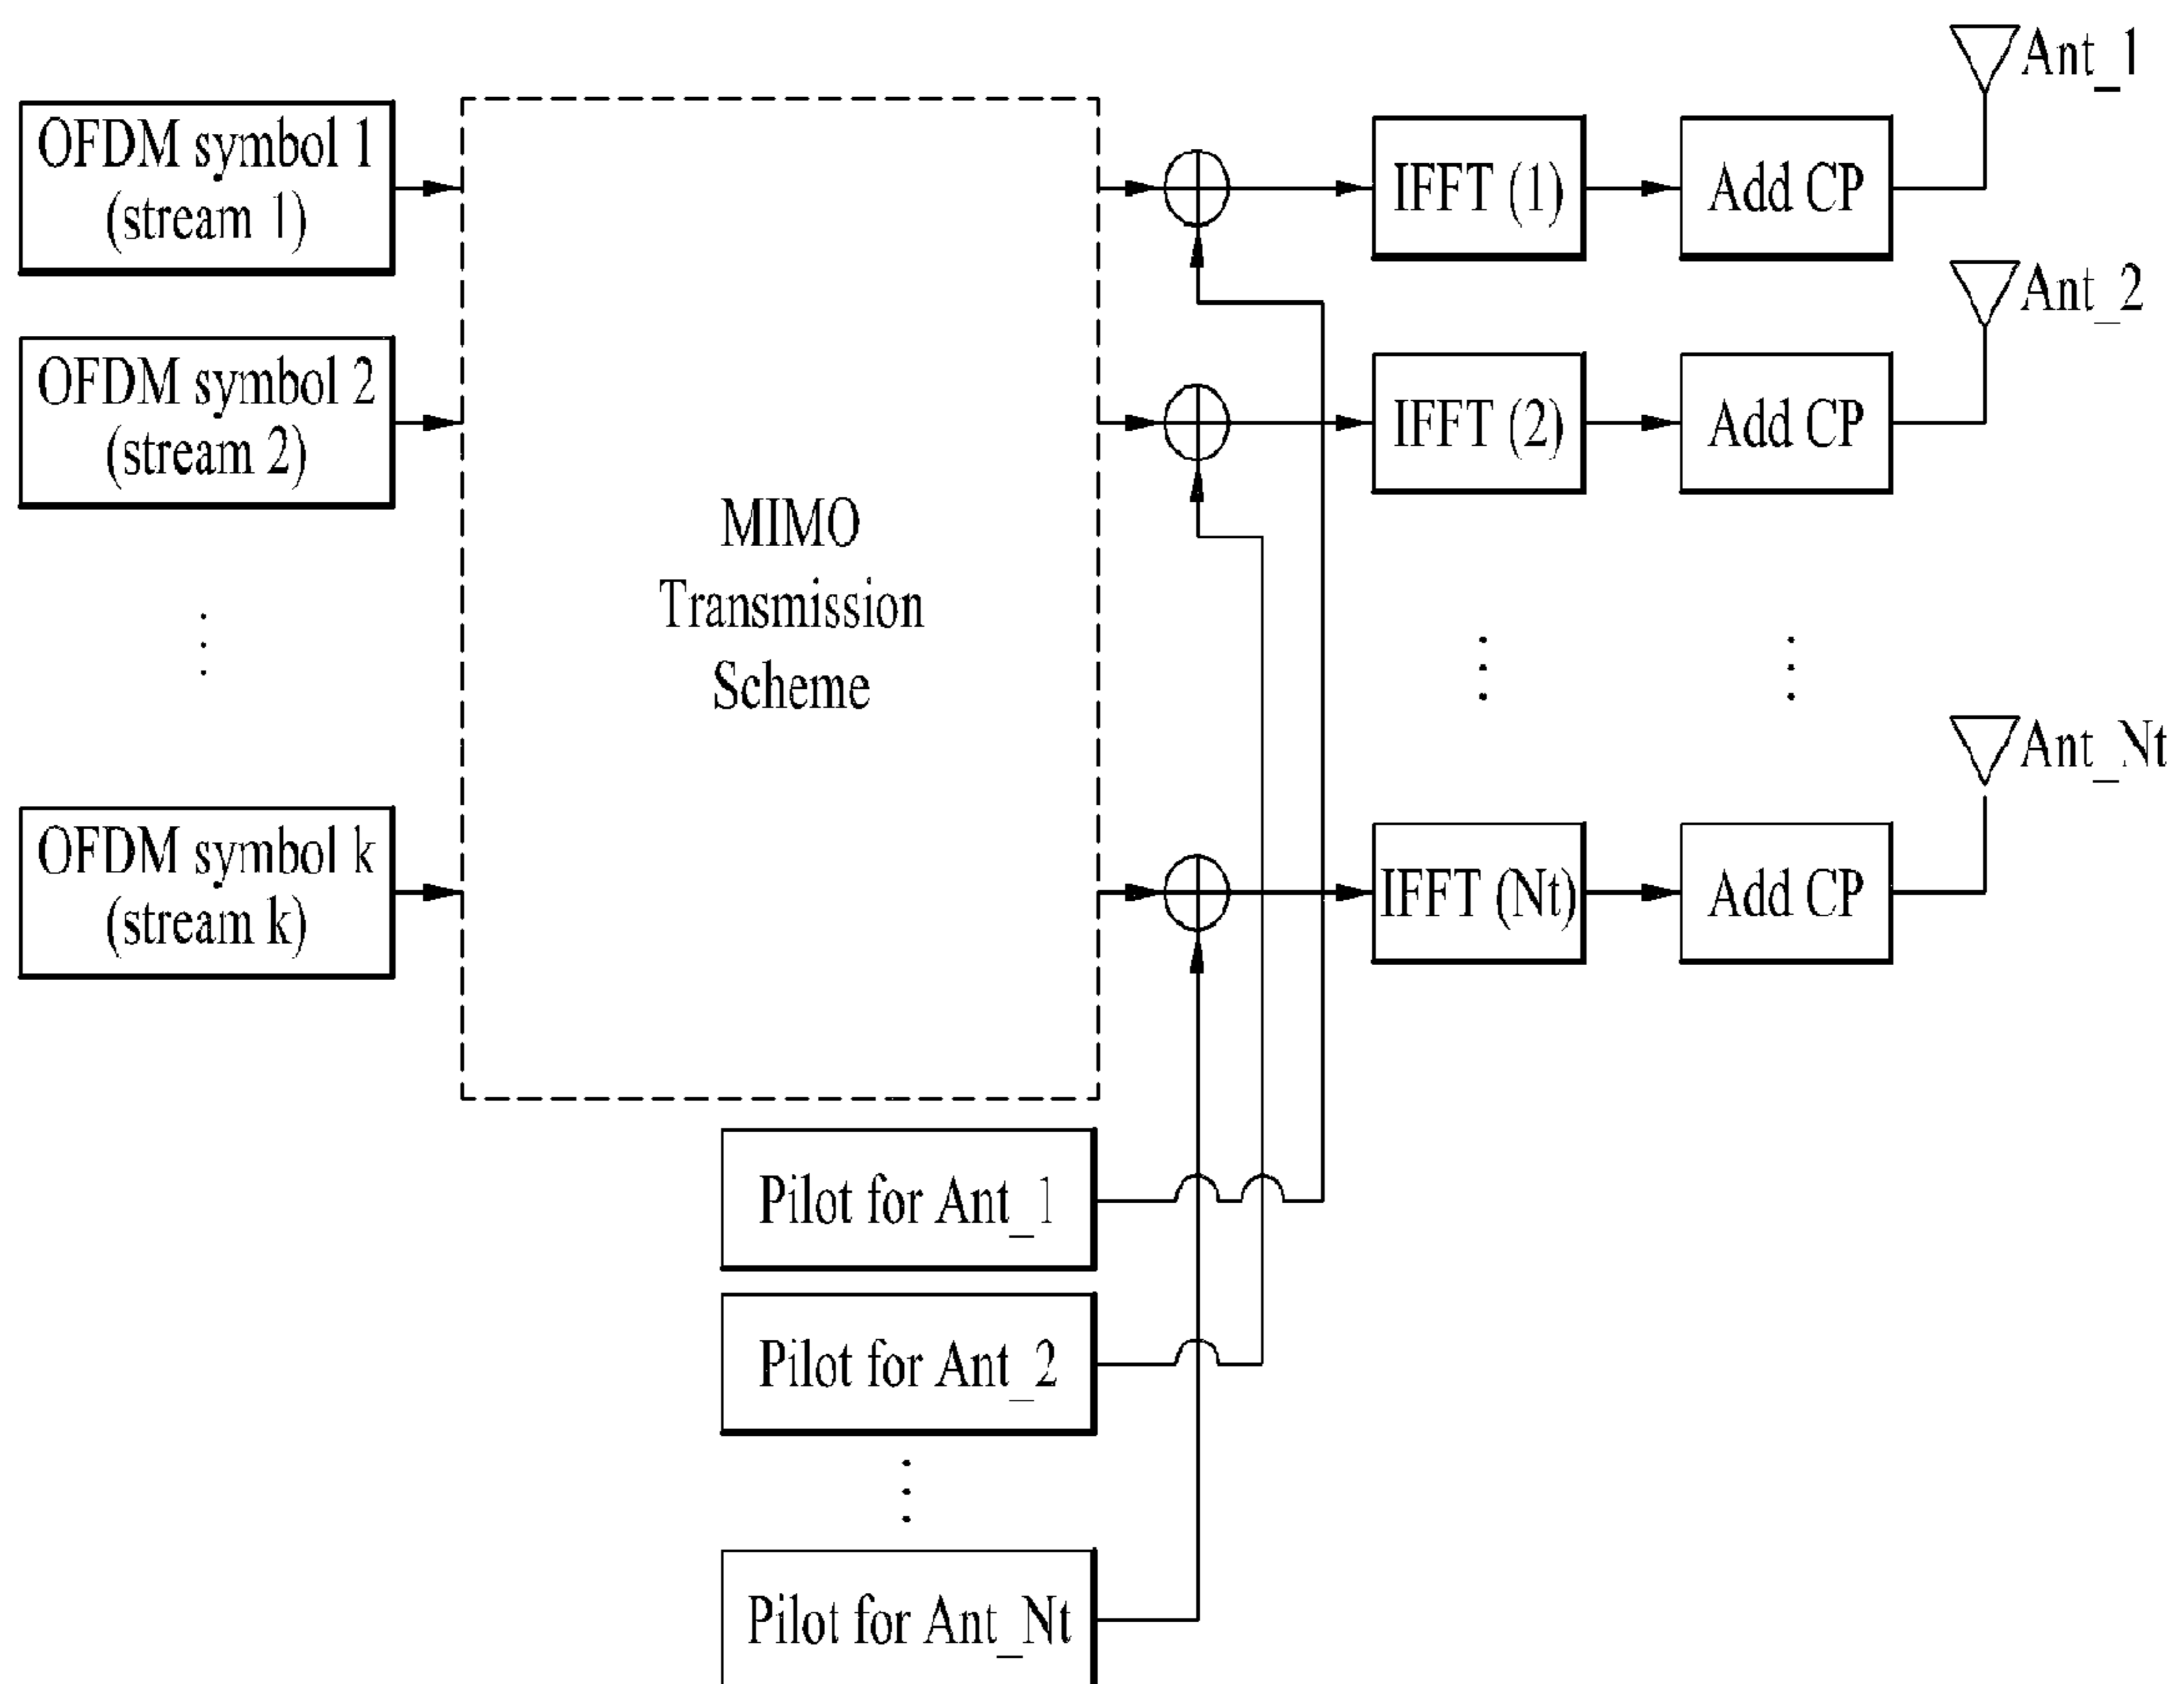 Ant_1
OFDM symbol 1
(stream 1)
IFFT (1)
Add CP
Ant_2
OFDM symbol 2
(stream 2)
IFFT (2)
Add CP
MIMO
Transmission
Scheme
Ant_Nt
OFDM symbol k
(stream k)
IFFT (Nt)
Add CP
Pilot for Ant_1
Pilot for Ant_2
Pilot for Ant_Nt